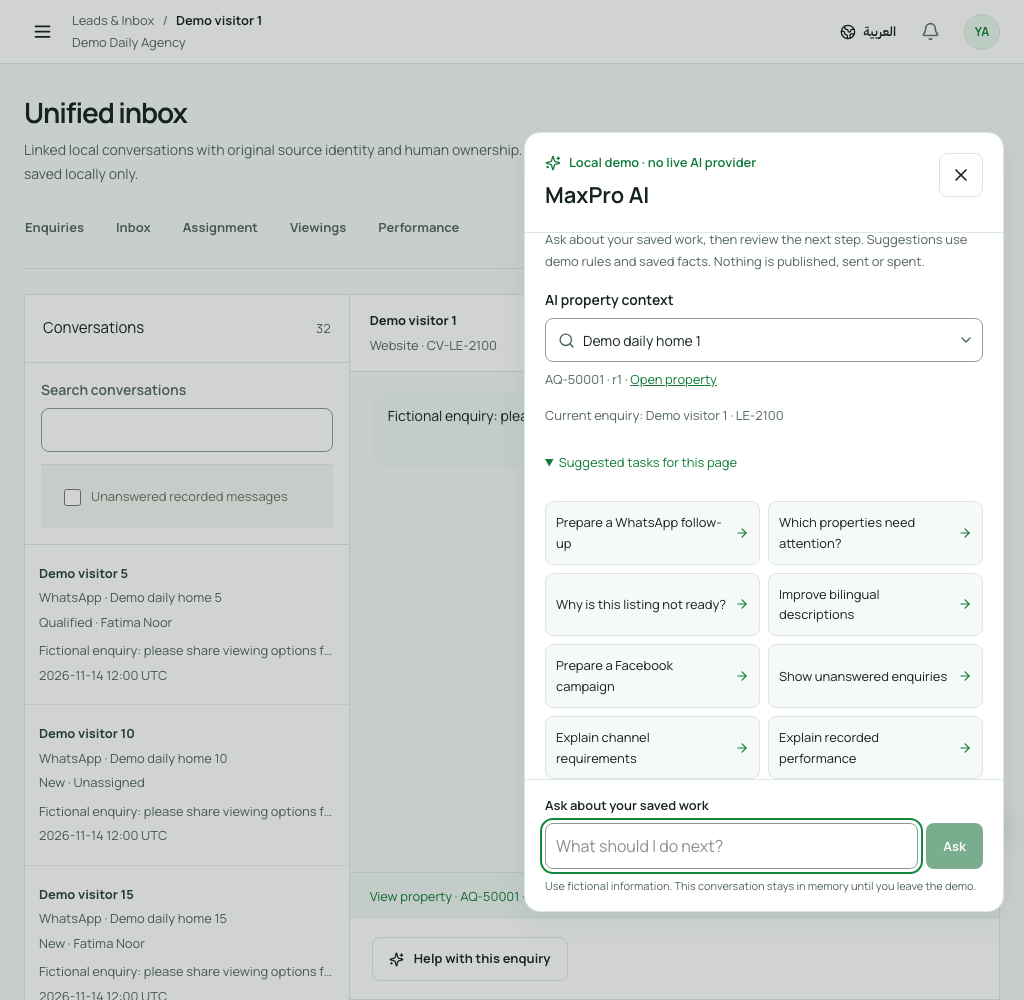 Leads & Inbox / Demo visitor 1
Demo Daily Agency
العربية
YA
Unified inbox
Linked local conversations with original source identity and human ownership.
saved locally only.
Enquiries
Inbox
Assignment
Viewings
Performance
Conversations
32
Search conversations
Unanswered recorded messages
Demo visitor 5
WhatsApp · Demo daily home 5
Qualified · Fatima Noor
Fictional enquiry: please share viewing options f...
2026-11-14 12:00 UTC
Demo visitor 10
WhatsApp · Demo daily home 10
New · Unassigned
Fictional enquiry: please share viewing options f...
2026-11-14 12:00 UTC
Demo visitor 15
WhatsApp · Demo daily home 15
New · Fatima Noor
Fictional enquiry: please share viewing options f...
2026-11-14 12:00 UTC
Demo visitor 1
Website · CV-LE-2100
Fictional enquiry: plea
View property · AQ-50001 ·
Help with this enquiry
Local demo · no live AI provider
MaxPro AI
Ask about your saved work, then review the next step. Suggestions use
demo rules and saved facts. Nothing is published, sent or spent.
AI property context
Demo daily home 1
AQ-50001 · r1 · Open property
Current enquiry: Demo visitor 1 · LE-2100
▼ Suggested tasks for this page
Prepare a WhatsApp follow-
up
Which properties need
attention?
Why is this listing not ready?
Improve bilingual
descriptions
Prepare a Facebook
campaign
Show unanswered enquiries
Explain channel
requirements
Explain recorded
performance
Ask about your saved work
What should I do next?
Ask
Use fictional information. This conversation stays in memory until you leave the demo.